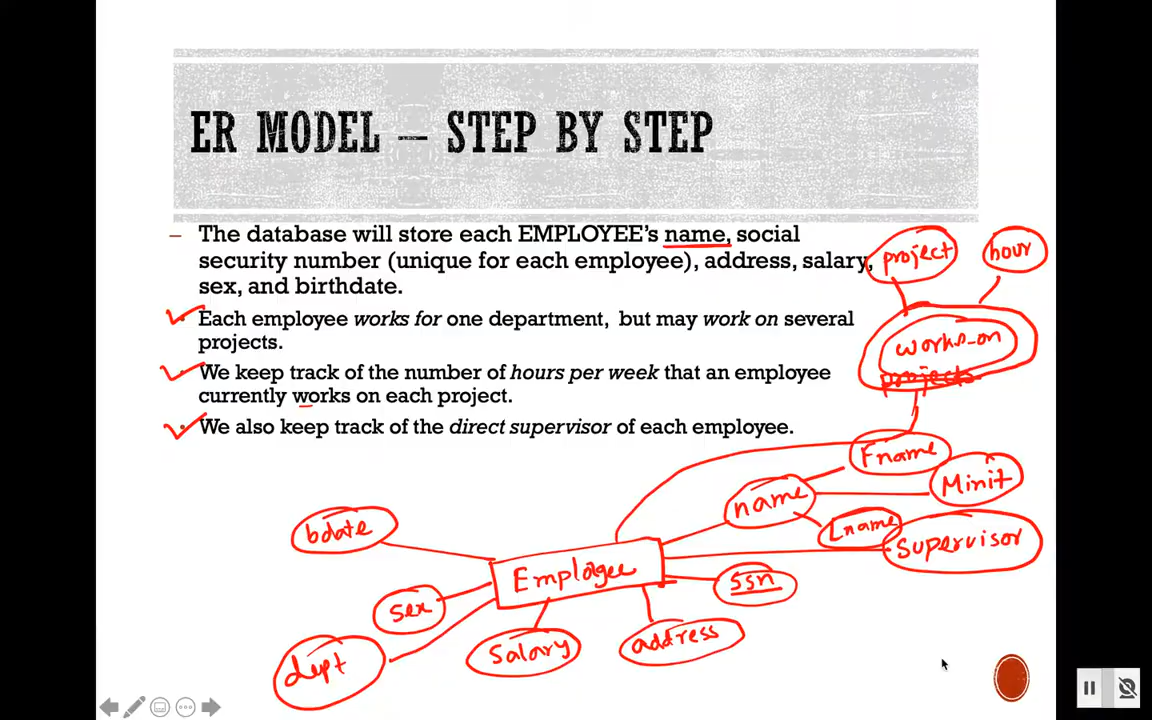 ER MODEL – STEP BY STEP
– The database will store each EMPLOYEE's name, social
security number (unique for each employee), address, salary,
sex, and birthdate.
Each employee works for one department, but may work on several
projects.
We keep track of the number of hours per week that an employee
currently works on each project.
We also keep track of the direct supervisor of each employee.
project
hour
works_on
projects
Fname
Minit
name
Lname
Supervisor
bdate
Employee
ssn
sex
Salary
address
dept